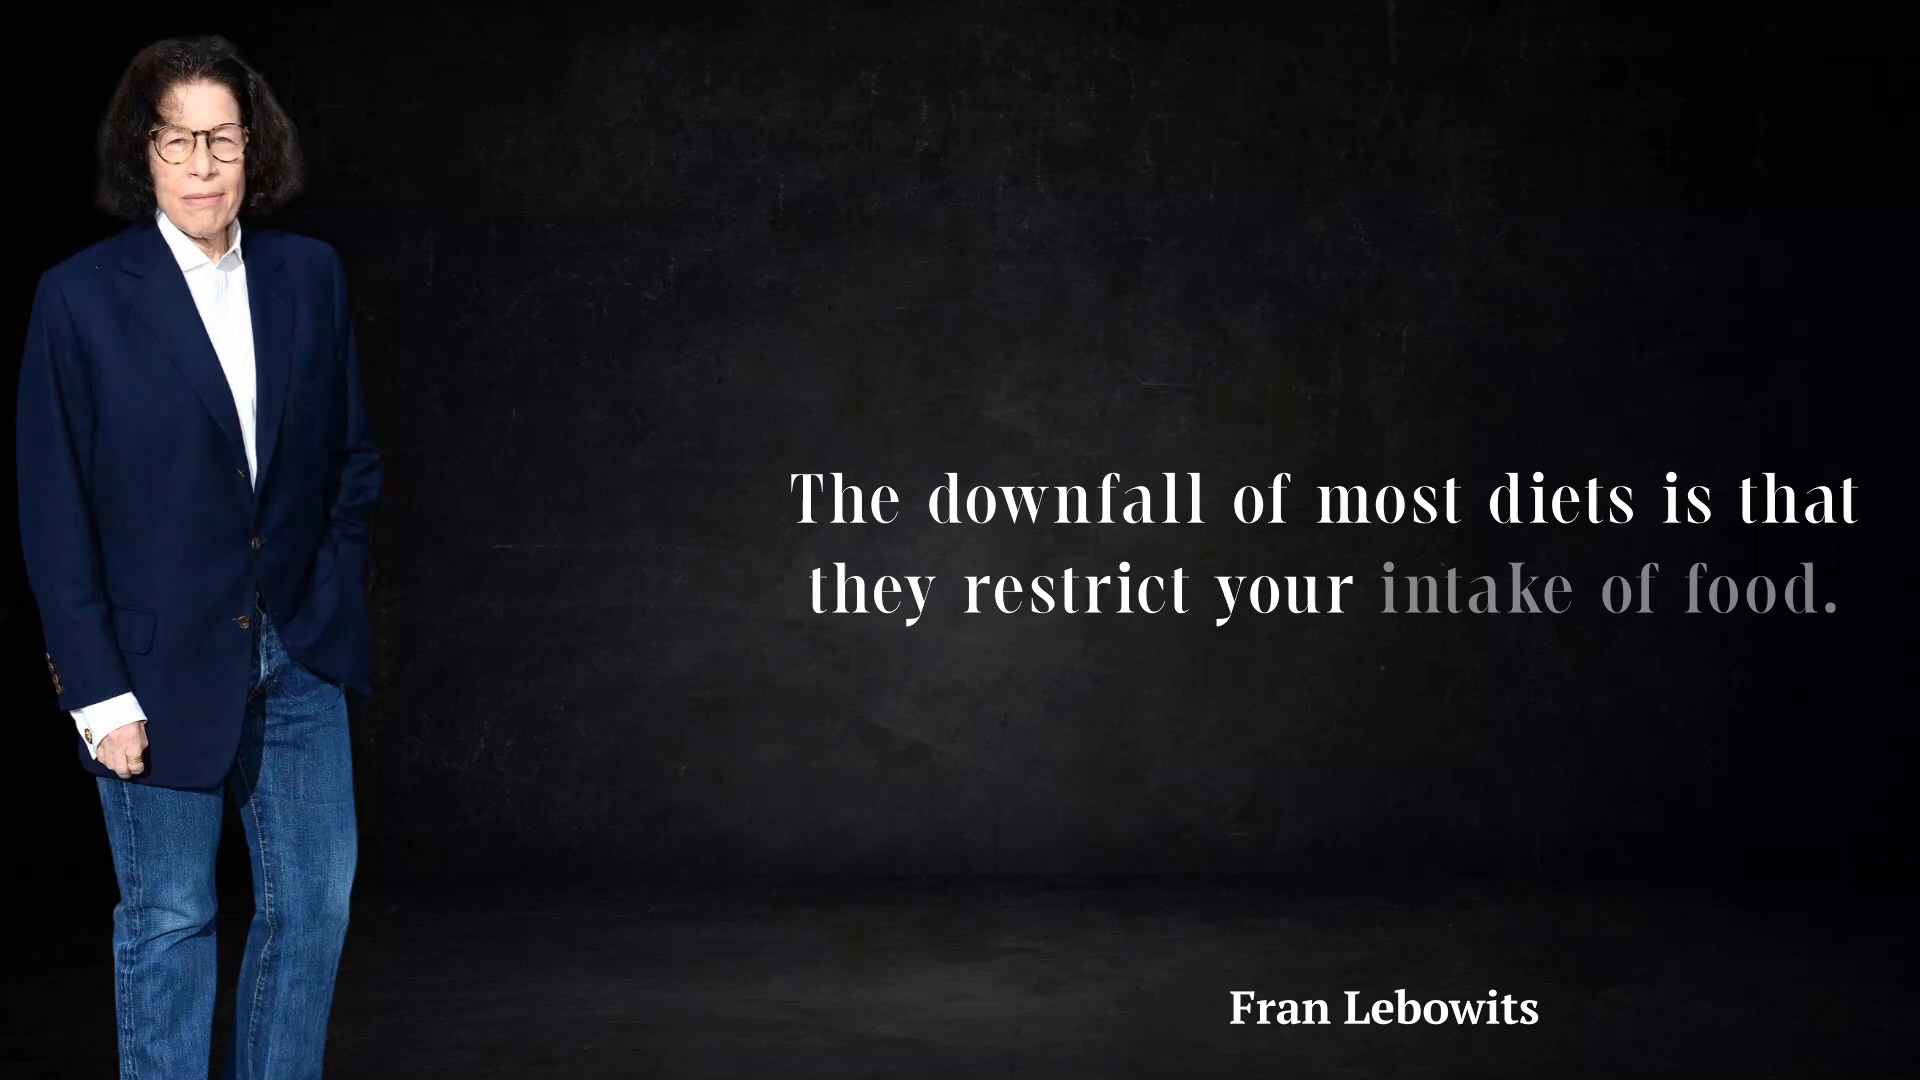 The downfall of most diets is that
they restrict your intake of food.
Fran Lebowits